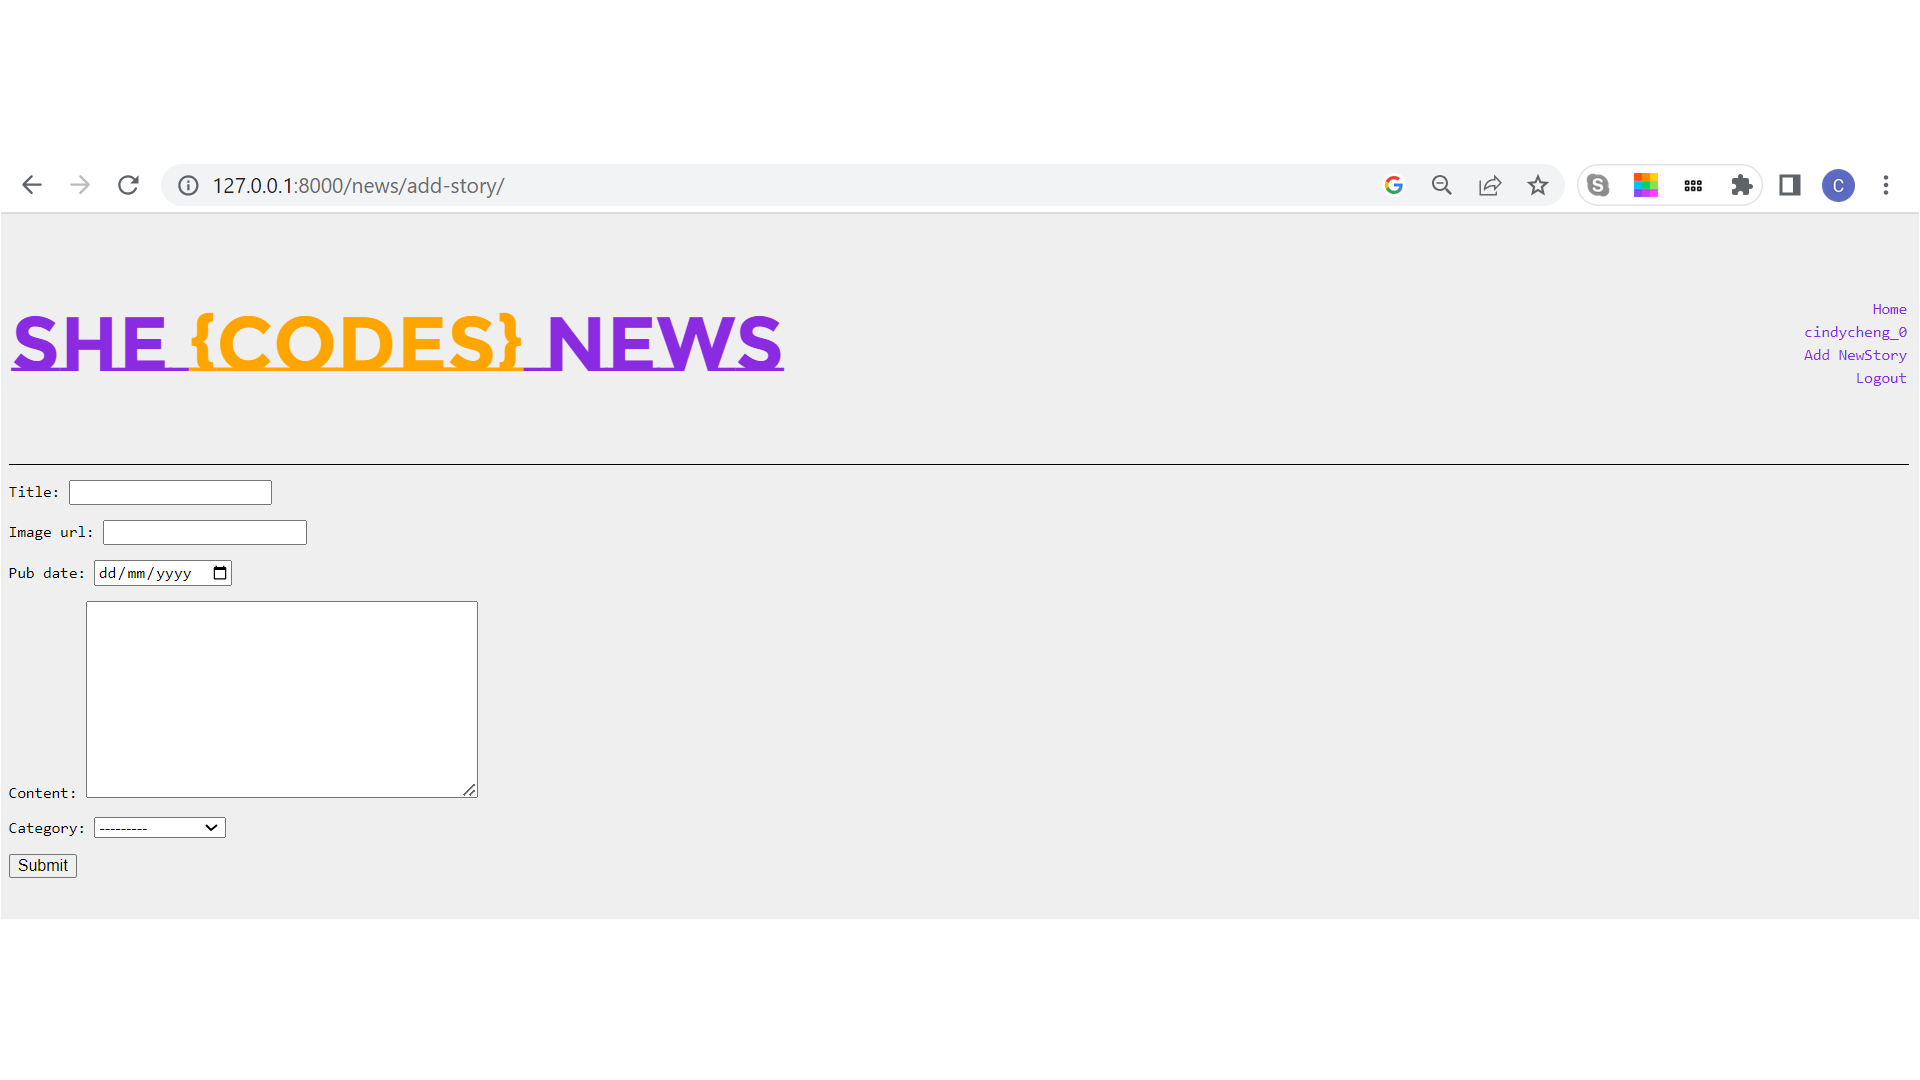 127.0.0.1:8000/news/add-story/
C
SHE {CODES} NEWS
Home
cindycheng_0
Add NewStory
Logout
Title:
Image url:
Pub date: dd/mm/yyyy
Content:
Category: ---------
Submit